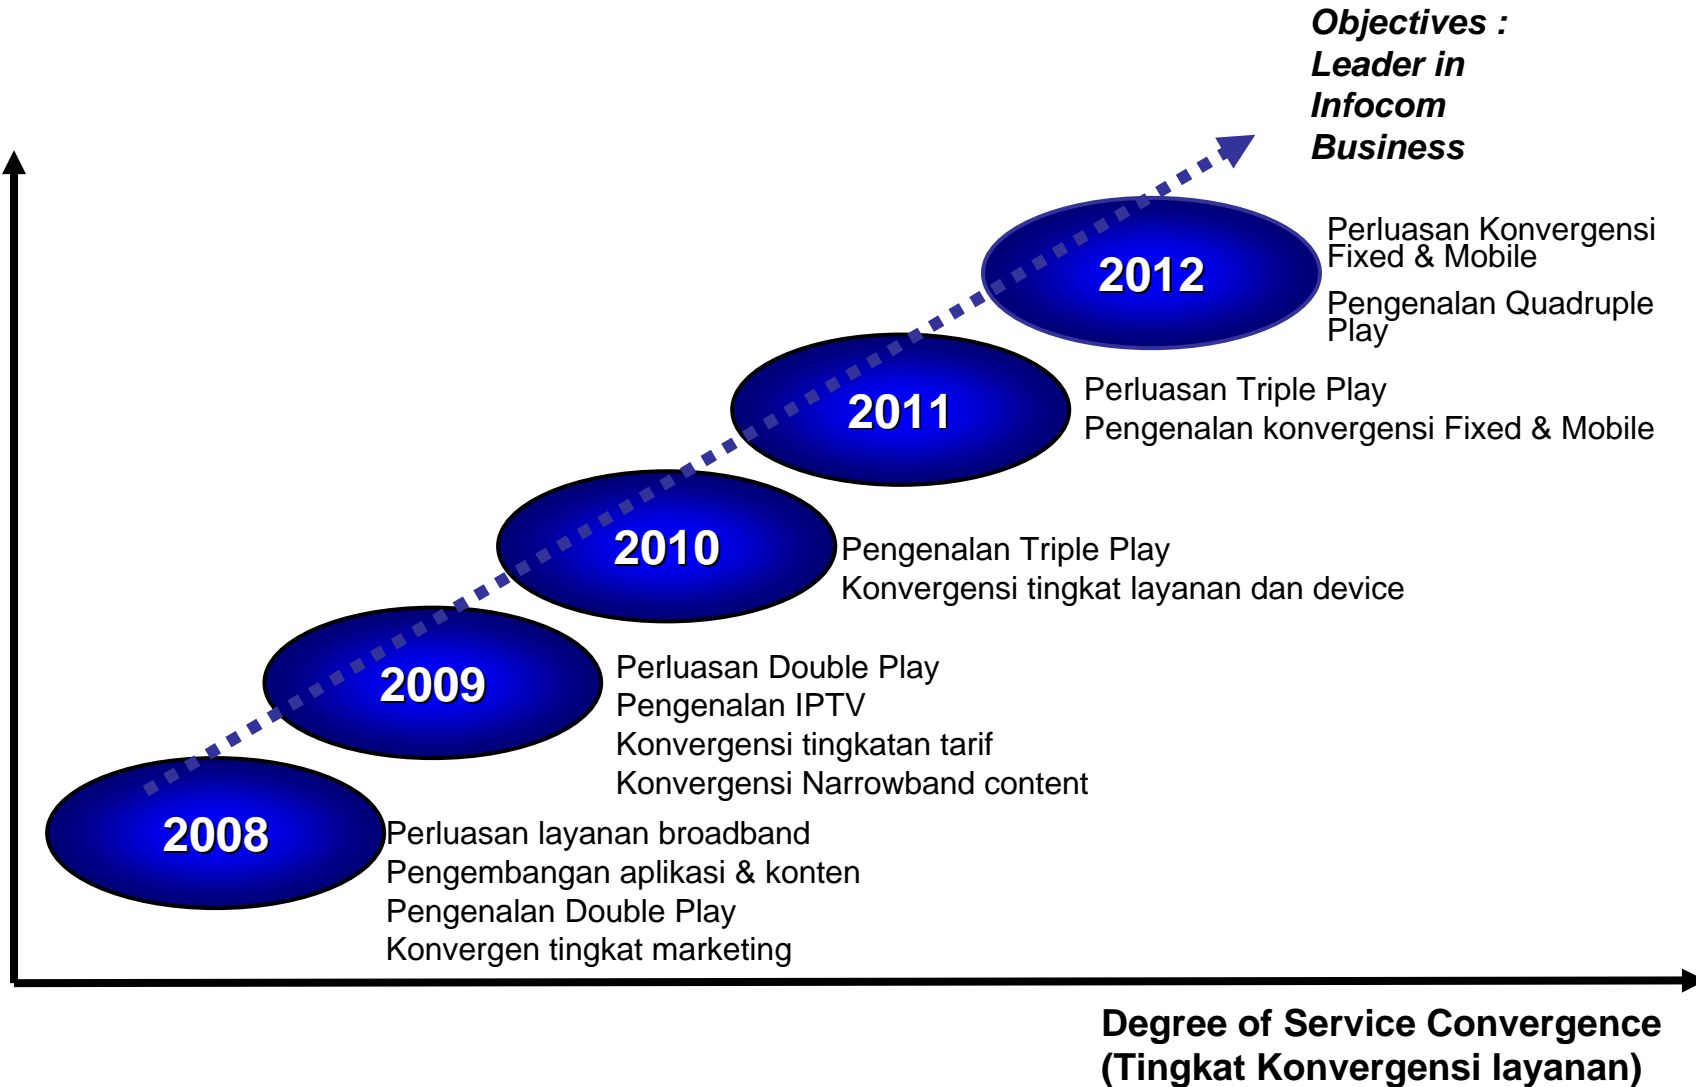 Objectives :
Leader in
Infocom
Business
2012
Perluasan Konvergensi
Fixed & Mobile
Pengenalan Quadruple
Play
2011
Perluasan Triple Play
Pengenalan konvergensi Fixed & Mobile
2010
Pengenalan Triple Play
Konvergensi tingkat layanan dan device
2009
Perluasan Double Play
Pengenalan IPTV
Konvergensi tingkatan tarif
Konvergensi Narrowband content
2008
Perluasan layanan broadband
Pengembangan aplikasi & konten
Pengenalan Double Play
Konvergen tingkat marketing
Degree of Service Convergence
(Tingkat Konvergensi layanan)